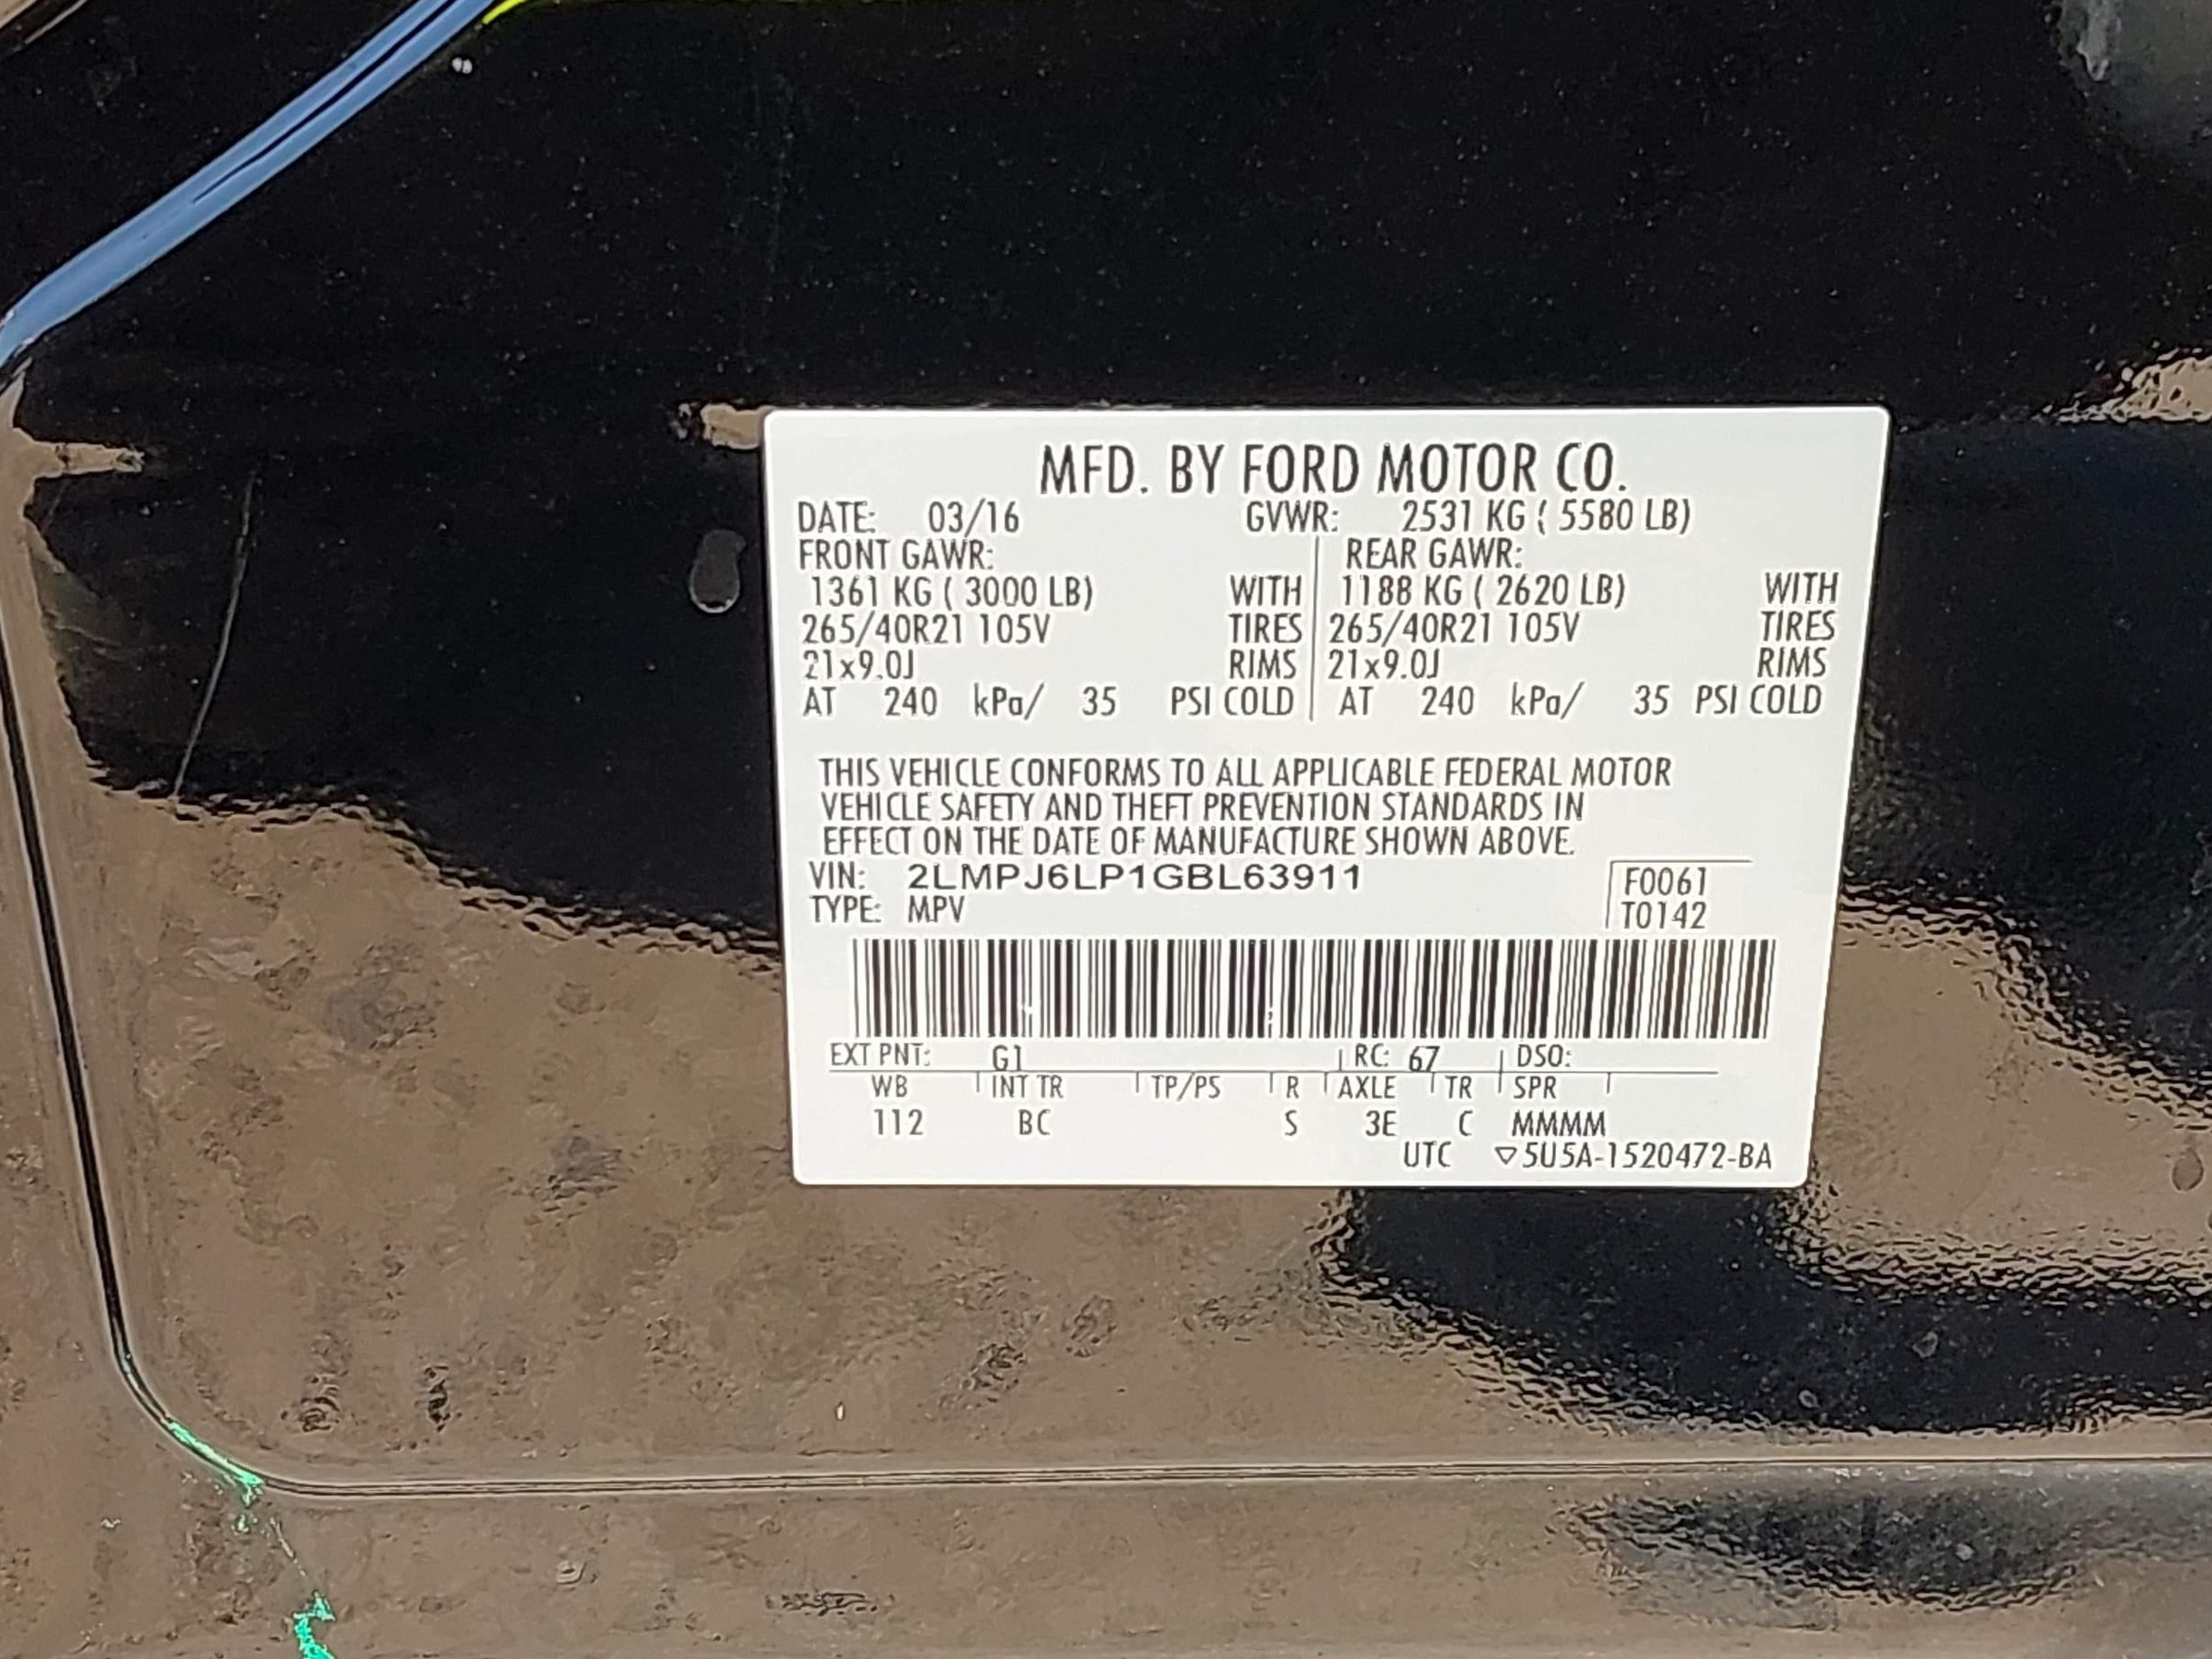 MFD. BY FORD MOTOR CO.
DATE: 03/16 GVWR: 2531 KG ( 5580 LB)
FRONT GAWR: REAR GAWR:
1361 KG ( 3000 LB) WITH 1188 KG ( 2620 LB) WITH
265/40R21 105V TIRES 265/40R21 105V TIRES
21x9.0J RIMS 21x9.0J RIMS
AT 240 kPa/ 35 PSI COLD AT 240 kPa/ 35 PSI COLD
THIS VEHICLE CONFORMS TO ALL APPLICABLE FEDERAL MOTOR
VEHICLE SAFETY AND THEFT PREVENTION STANDARDS IN
EFFECT ON THE DATE OF MANUFACTURE SHOWN ABOVE.
VIN: 2LMPJ6LP1GBL63911 F0061
TYPE: MPV T0142
EXT PNT: G1 RC: 67 DSO:
WB INT TR TP/PS R AXLE TR SPR
112 BC S 3E C MMMM
UTC ▽5U5A-1520472-BA